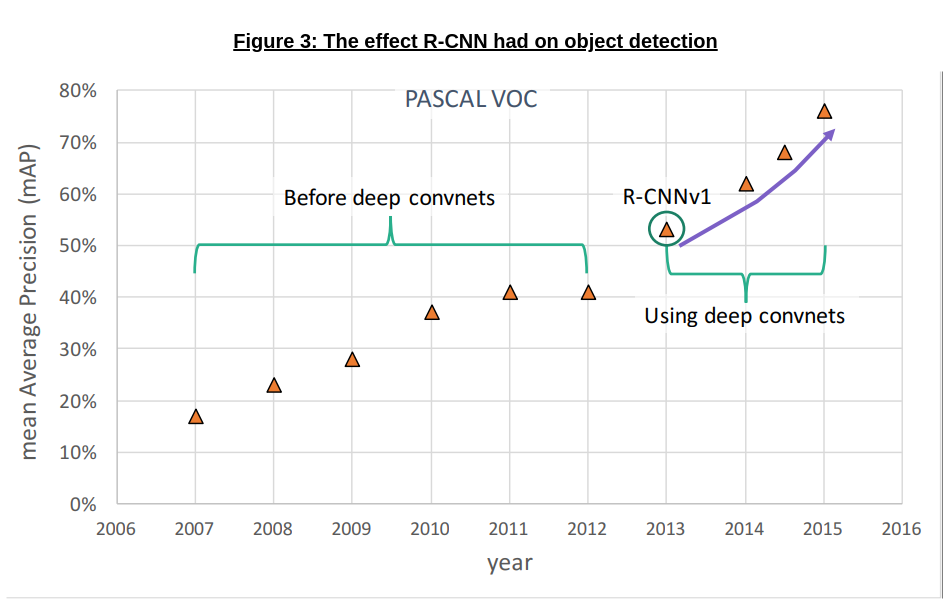 Figure 3: The effect R-CNN had on object detection
PASCAL VOC
80%
70%
60%
50%
40%
30%
20%
10%
0%
mean Average Precision (mAP)
Before deep convnets
R-CNNv1
Using deep convnets
2006 2007 2008 2009 2010 2011 2012 2013 2014 2015 2016
year